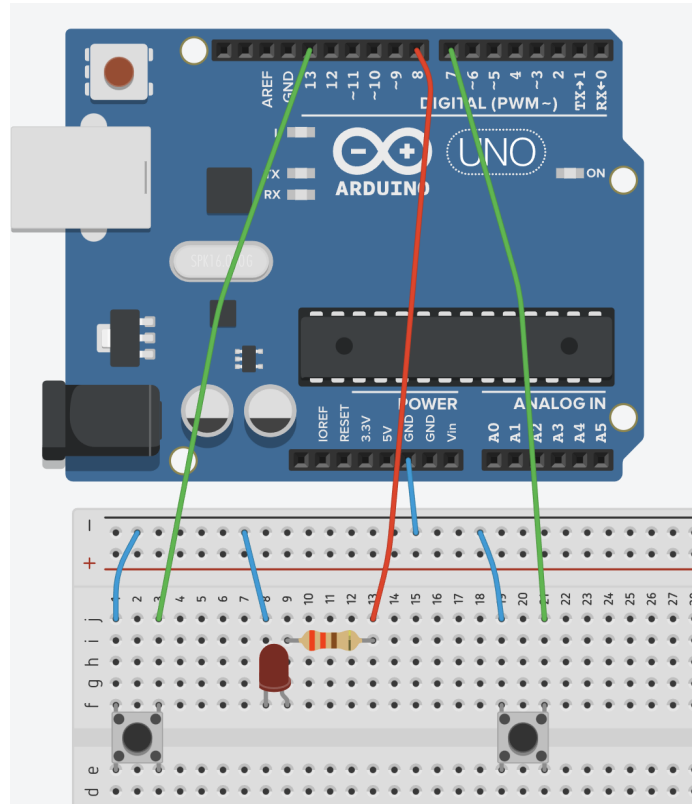 AREF
GND
13
12
~11
~10
~9
8
7
~6
~5
4
~3
2
TX→1
RX←0
DIGITAL (PWM~)
L
TX
RX
ARDUINO
UNO
ON
POWER
ANALOG IN
IOREF
RESET
3.3V
5V
GND
GND
Vin
A0
A1
A2
A3
A4
A5
1 2 3 4 5 6 7 8 9 10 11 12 13 14 15 16 17 18 19 20 21 22 23 24 25 26 27 28
j
i
h
g
f
e
d